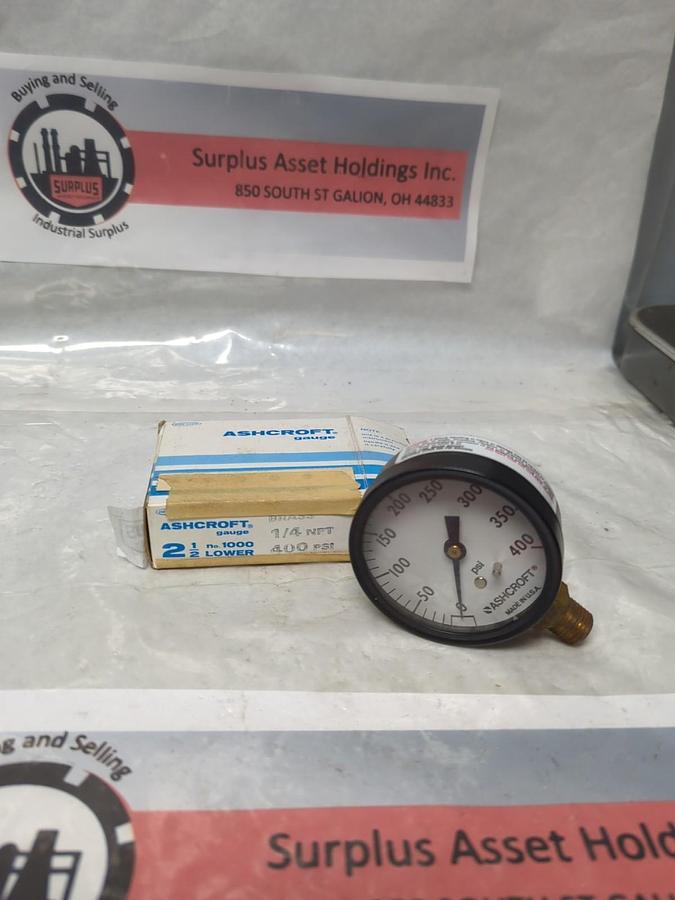 Buying and Selling
SURPLUS
Industrial Surplus
Surplus Asset Holdings Inc.
850 SOUTH ST GALION, OH 44833
ASHCROFT®
gauge
NOTE
ASHCROFT®
gauge
BRASS
2 1/2 No. 1000
LOWER
1/4 NPT
400 PSI
0
50
100
150
200
250
300
350
400
psi
ASHCROFT®
MADE IN U.S.A.
g and Selling
Surplus Asset Hold